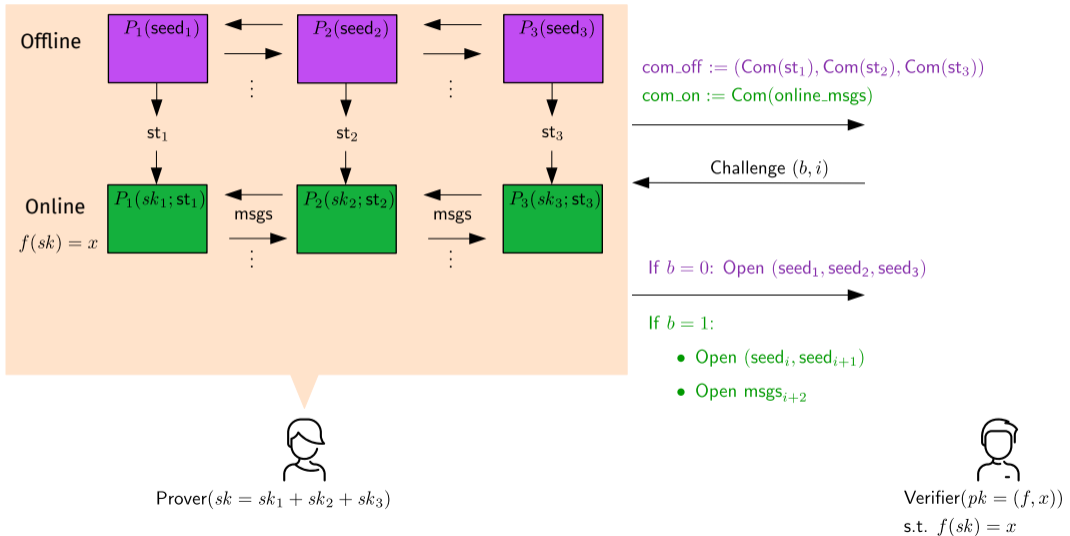 Offline
P₁(seed₁)
P₂(seed₂)
P₃(seed₃)
⋮
⋮
st₁
st₂
st₃
Online
f(sk) = x
P₁(sk₁; st₁)
msgs
⋮
P₂(sk₂; st₂)
msgs
⋮
P₃(sk₃; st₃)
com_off := (Com(st₁), Com(st₂), Com(st₃))
com_on := Com(online_msgs)
Challenge (b, i)
If b = 0: Open (seed₁, seed₂, seed₃)
If b = 1:
• Open (seedᵢ, seedᵢ₊₁)
• Open msgsᵢ₊₂
Prover(sk = sk₁ + sk₂ + sk₃)
Verifier(pk = (f, x))
s.t. f(sk) = x